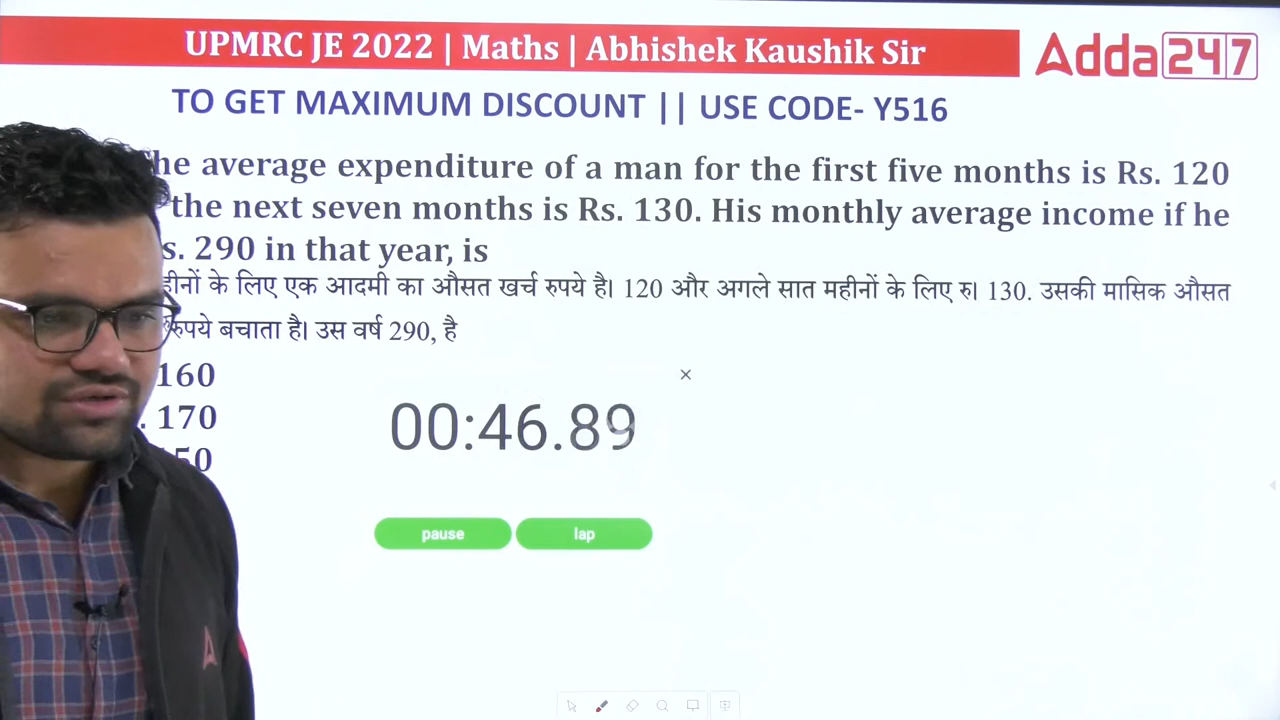 UPMRC JE 2022 | Maths | Abhishek Kaushik Sir
Adda247
TO GET MAXIMUM DISCOUNT || USE CODE- Y516
he average expenditure of a man for the first five months is Rs. 120
the next seven months is Rs. 130. His monthly average income if he
s. 290 in that year, is
हीनों के लिए एक आदमी का औसत खर्च रुपये है। 120 और अगले सात महीनों के लिए रु। 130. उसकी मासिक औसत
रुपये बचाता है। उस वर्ष 290, है
160
. 170
50
×
00:46.89
pause
lap